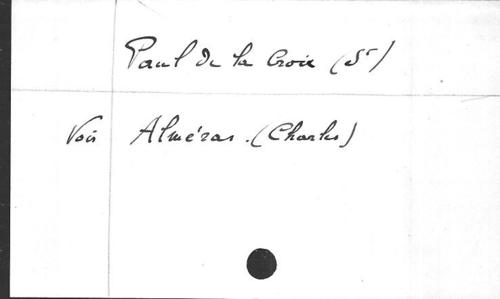 Paul de la Croix (St)
Voir Alméras. (Charles)